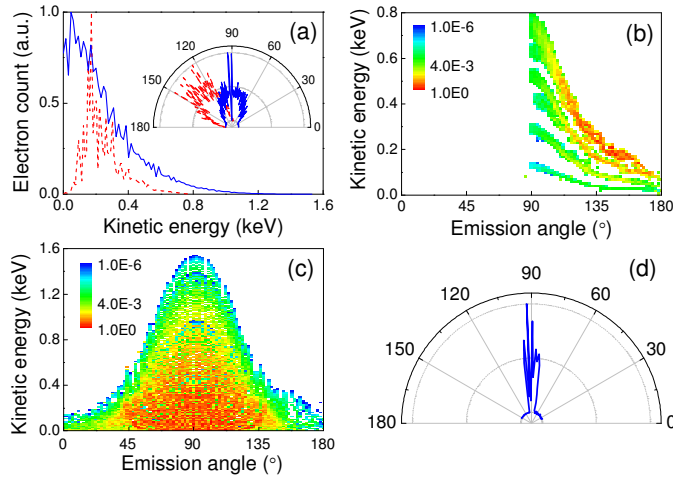 (a)
Electron count (a.u.)
1.0
0.5
0.0
0.0 0.4 0.8 1.2 1.6
Kinetic energy (keV)
90
120 60
150 30
180 0
(b)
Kinetic energy (keV)
0.8
0.6
0.4
0.2
0.0
1.0E-6
4.0E-3
1.0E0
0 45 90 135 180
Emission angle (°)
(c)
Kinetic energy (keV)
1.6
1.2
0.8
0.4
0.0
1.0E-6
4.0E-3
1.0E0
0 45 90 135 180
Emission angle (°)
(d)
90
120 60
150 30
180 0